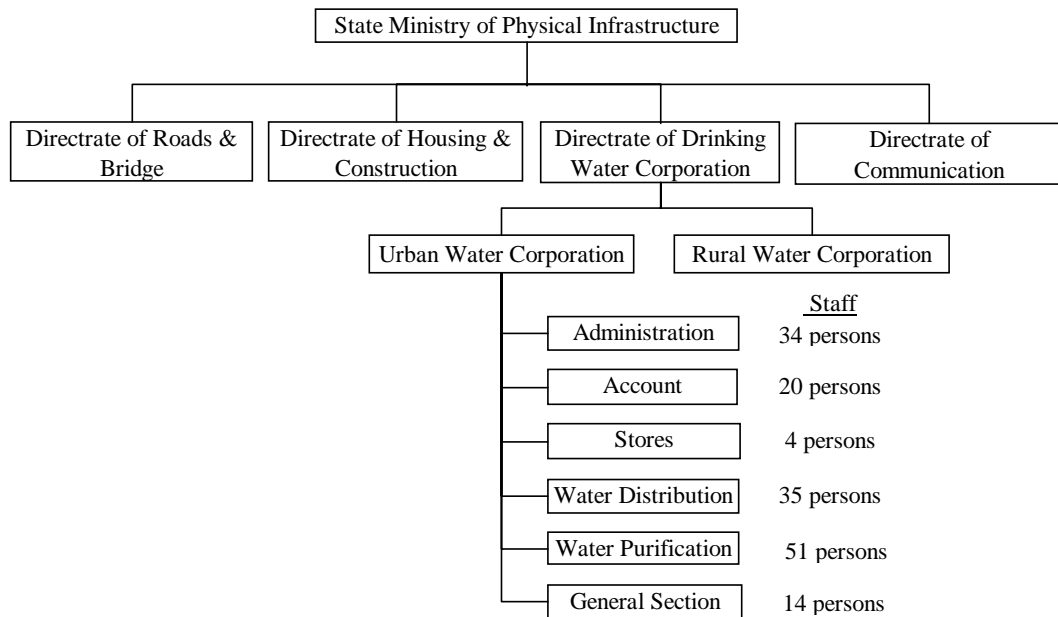 State Ministry of Physical Infrastructure
Directrate of Roads &
Bridge
Directrate of Housing &
Construction
Directrate of Drinking
Water Corporation
Directrate of
Communication
Urban Water Corporation
Rural Water Corporation
Staff
Administration 34 persons
Account 20 persons
Stores 4 persons
Water Distribution 35 persons
Water Purification 51 persons
General Section 14 persons